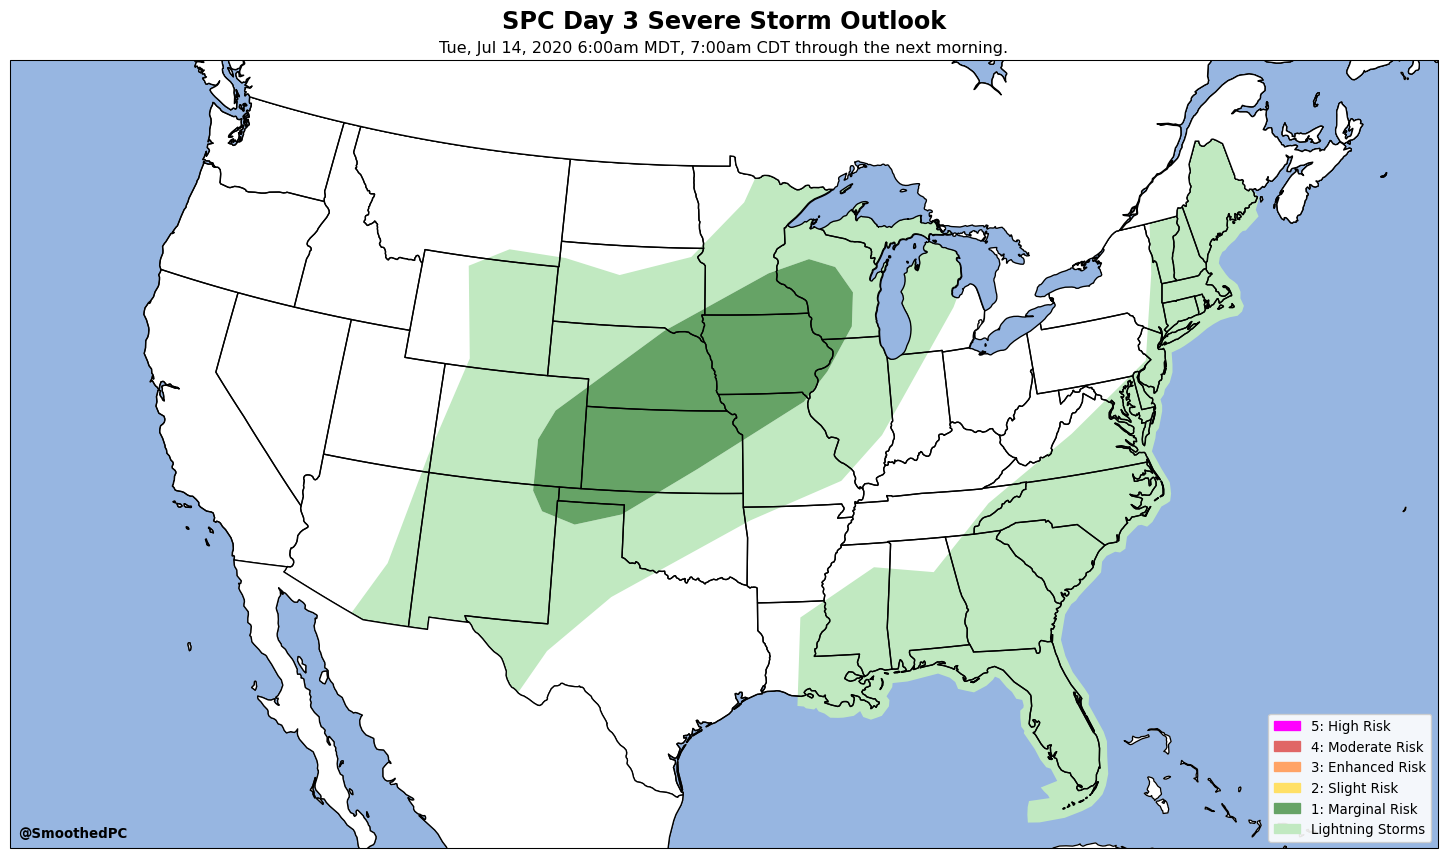 SPC Day 3 Severe Storm Outlook
Tue, Jul 14, 2020 6:00am MDT, 7:00am CDT through the next morning.
5: High Risk
4: Moderate Risk
3: Enhanced Risk
2: Slight Risk
1: Marginal Risk
Lightning Storms
@SmoothedPC